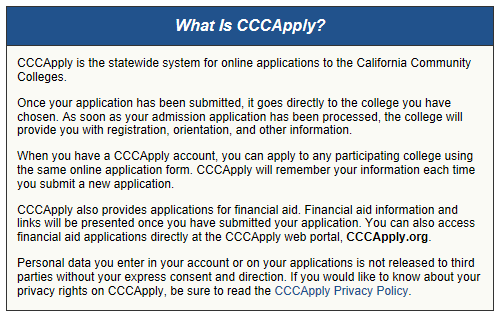 What Is CCCApply?
CCCApply is the statewide system for online applications to the California Community
Colleges.
Once your application has been submitted, it goes directly to the college you have
chosen. As soon as your admission application has been processed, the college will
provide you with registration, orientation, and other information.
When you have a CCCApply account, you can apply to any participating college using
the same online application form. CCCApply will remember your information each time
you submit a new application.
CCCApply also provides applications for financial aid. Financial aid information and
links will be presented once you have submitted your application. You can also access
financial aid applications directly at the CCCApply web portal, CCCApply.org.
Personal data you enter in your account or on your applications is not released to third
parties without your express consent and direction. If you would like to know about your
privacy rights on CCCApply, be sure to read the CCCApply Privacy Policy.